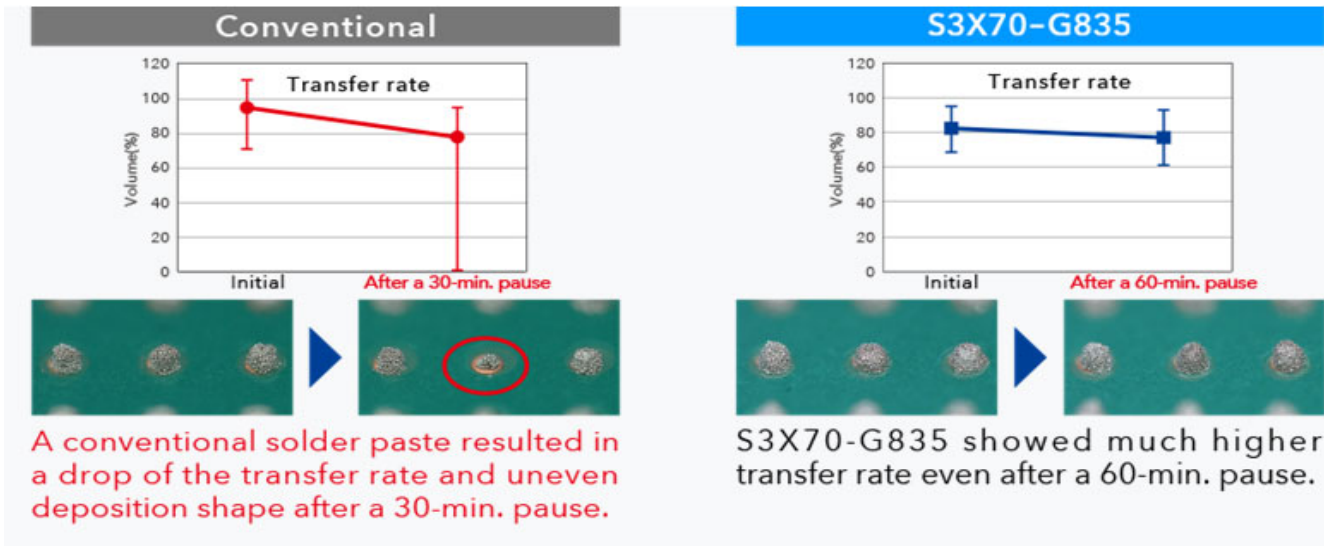 Conventional
Transfer rate
Volume(%)
120
100
80
60
40
20
0
Initial
After a 30-min. pause
A conventional solder paste resulted in
a drop of the transfer rate and uneven
deposition shape after a 30-min. pause.
S3X70-G835
Transfer rate
Volume(%)
120
100
80
60
40
20
0
Initial
After a 60-min. pause
S3X70-G835 showed much higher
transfer rate even after a 60-min. pause.